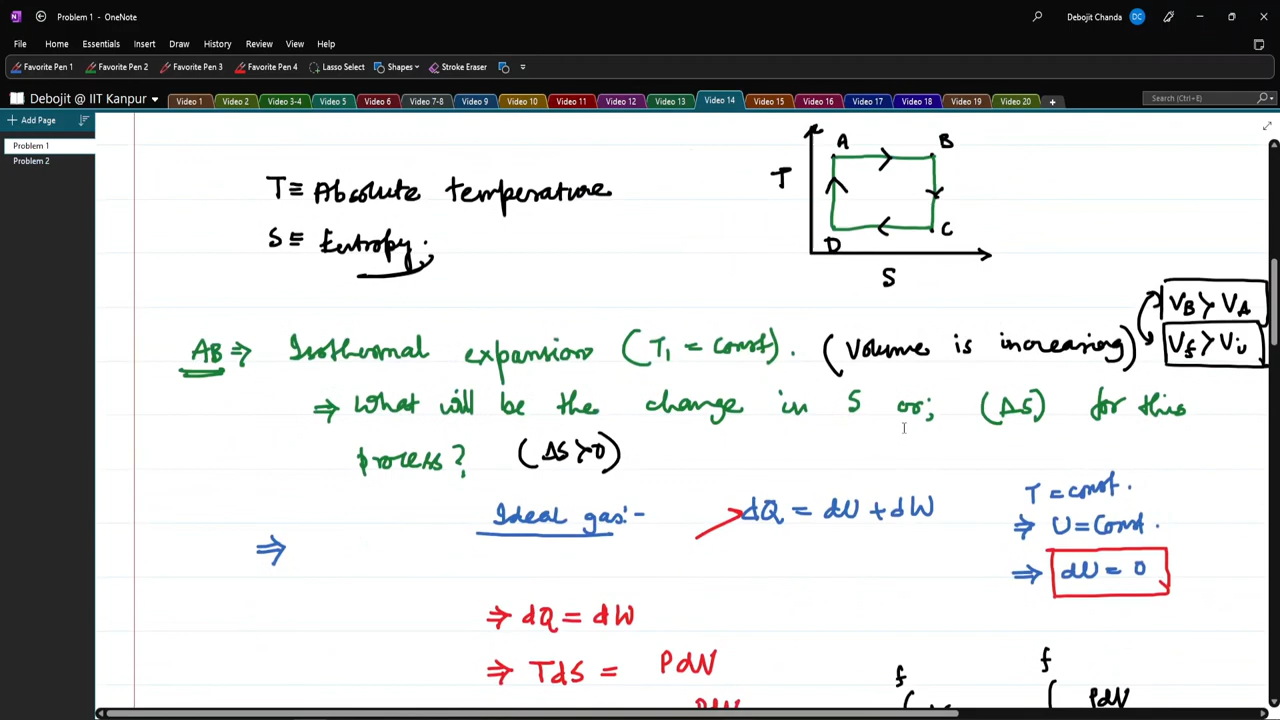 Problem 1 - OneNote
Debojit Chanda DC
File Home Essentials Insert Draw History Review View Help
Favorite Pen 1 Favorite Pen 2 Favorite Pen 3 Favorite Pen 4 Lasso Select Shapes Stroke Eraser
Debojit @ IIT Kanpur Video 1 Video 2 Video 3-4 Video 5 Video 6 Video 7-8 Video 9 Video 10 Video 11 Video 12 Video 13 Video 14 Video 15 Video 16 Video 17 Video 18 Video 19 Video 20 + Search (Ctrl+E)
+ Add Page
Problem 1
Problem 2
T ≡ Absolute temperature
S ≡ Entropy.
A B
T
D C
S
V_B > V_A
AB ⇒ Isothermal expansion (T₁ = const). (Volume is increasing) V_f > V_i
⇒ What will be the change in S or; (ΔS) for this
process? (ΔS > 0)
⇒ Ideal gas:- dQ = dU + dW
T = const.
⇒ U = Const.
⇒ dU = 0
⇒ dQ = dW
⇒ TdS = PdV
f f
PdV